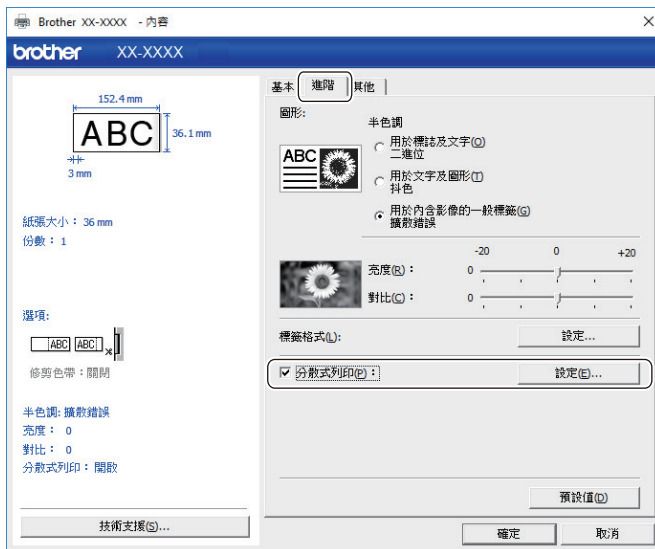 Brother XX-XXXX - 內容
brother XX-XXXX
152.4 mm
ABC
36.1 mm
3 mm
紙張大小： 36 mm
份數： 1
選項:
ABC ABC
修剪色帶：關閉
半色調: 擴散錯誤
亮度： 0
對比： 0
分散式列印：開啟
技術支援(S)...
基本 進階 其他
圖形:
ABC
半色調
用於標誌及文字(O)
二進位
用於文字及圖形(T)
抖色
用於內含影像的一般標籤(G)
擴散錯誤
-20 0 +20
亮度(R)： 0
對比(C)： 0
標籤格式(L): 設定...
分散式列印(P)： 設定(E)...
預設值(D)
確定 取消